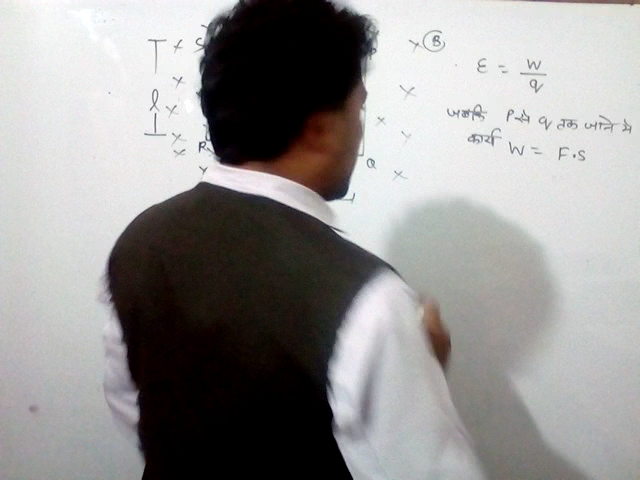 × × B
ε = W/q
l × ×
जबकि P से q तक जाने में
कार्य W = F.S
× × ×
× Q ×